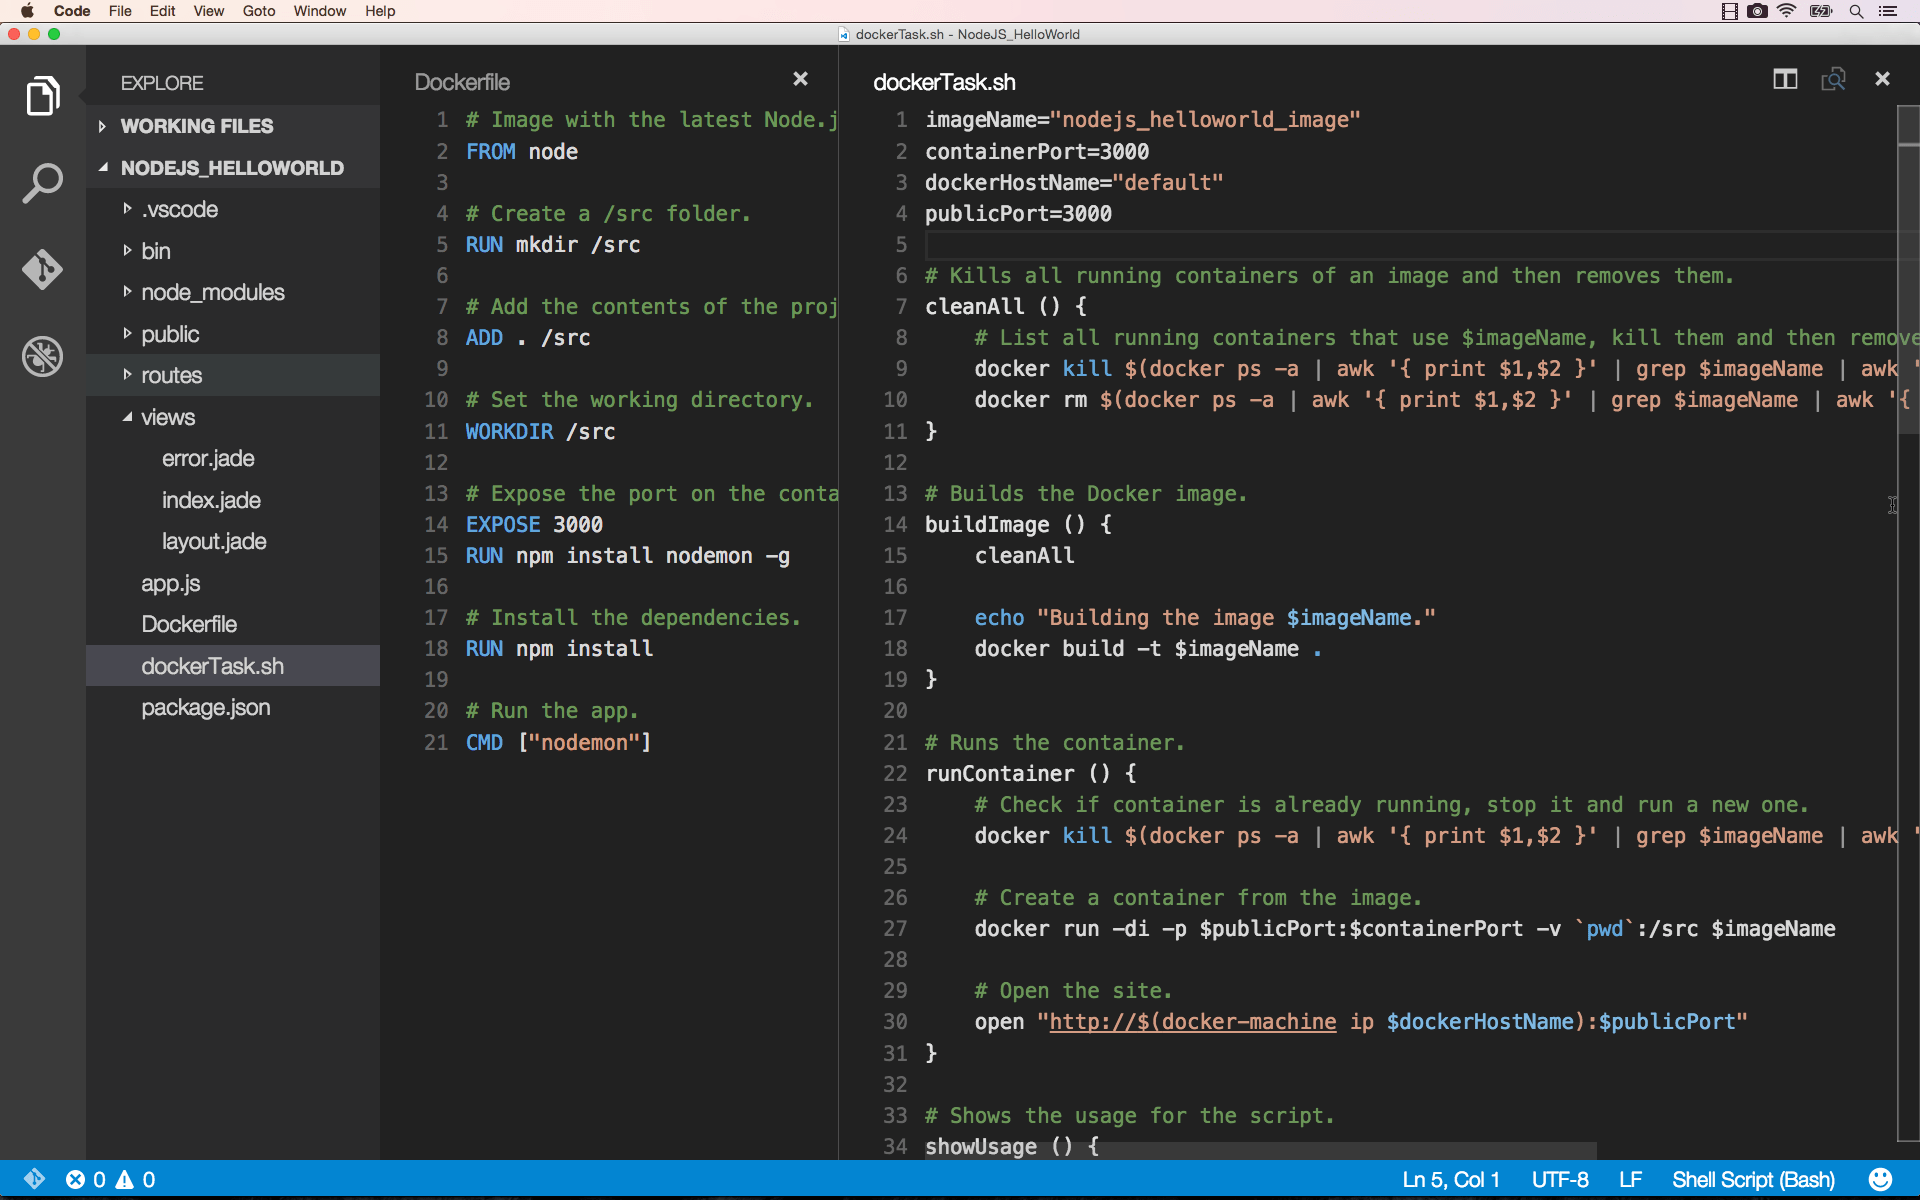 Code File Edit View Goto Window Help
dockerTask.sh - NodeJS_HelloWorld
EXPLORE
WORKING FILES
NODEJS_HELLOWORLD
.vscode
bin
node_modules
public
routes
views
error.jade
index.jade
layout.jade
app.js
Dockerfile
dockerTask.sh
package.json
Dockerfile
1 # Image with the latest Node.j
2 FROM node
3
4 # Create a /src folder.
5 RUN mkdir /src
6
7 # Add the contents of the proj
8 ADD . /src
9
10 # Set the working directory.
11 WORKDIR /src
12
13 # Expose the port on the conta
14 EXPOSE 3000
15 RUN npm install nodemon -g
16
17 # Install the dependencies.
18 RUN npm install
19
20 # Run the app.
21 CMD ["nodemon"]
dockerTask.sh
1 imageName="nodejs_helloworld_image"
2 containerPort=3000
3 dockerHostName="default"
4 publicPort=3000
5
6 # Kills all running containers of an image and then removes them.
7 cleanAll () {
8 # List all running containers that use $imageName, kill them and then remove
9 docker kill $(docker ps -a | awk '{ print $1,$2 }' | grep $imageName | awk '
10 docker rm $(docker ps -a | awk '{ print $1,$2 }' | grep $imageName | awk '{
11 }
12
13 # Builds the Docker image.
14 buildImage () {
15 cleanAll
16
17 echo "Building the image $imageName."
18 docker build -t $imageName .
19 }
20
21 # Runs the container.
22 runContainer () {
23 # Check if container is already running, stop it and run a new one.
24 docker kill $(docker ps -a | awk '{ print $1,$2 }' | grep $imageName | awk '
25
26 # Create a container from the image.
27 docker run -di -p $publicPort:$containerPort -v `pwd`:/src $imageName
28
29 # Open the site.
30 open "http://$(docker-machine ip $dockerHostName):$publicPort"
31 }
32
33 # Shows the usage for the script.
34 showUsage () {
0 0
Ln 5, Col 1 UTF-8 LF Shell Script (Bash)